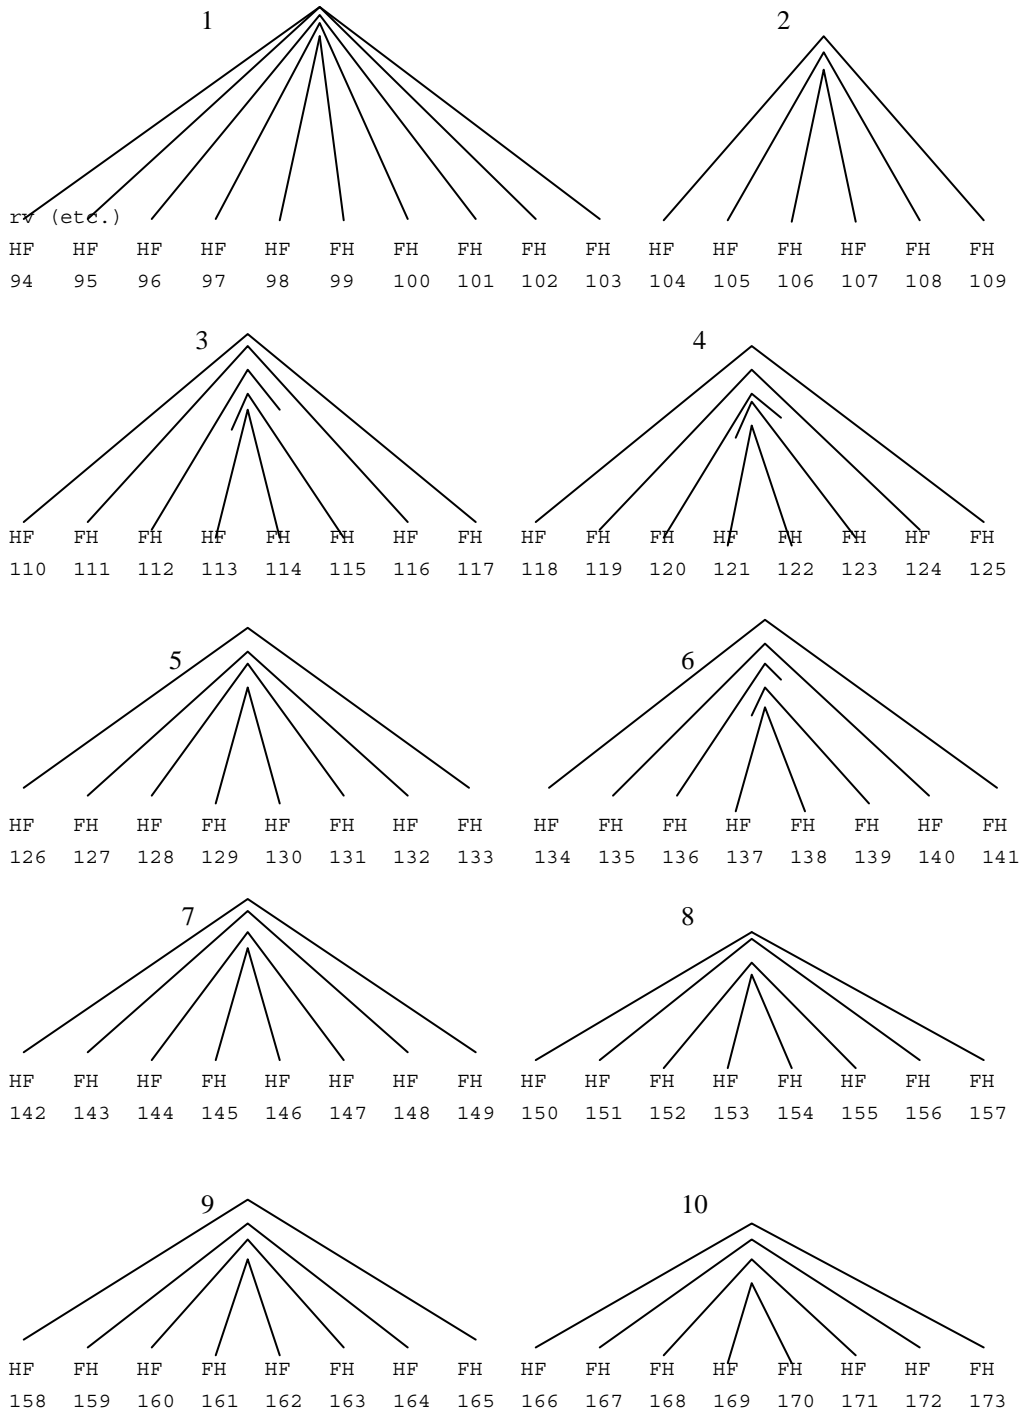 1 2
rv (etc.)
HF HF HF HF HF FH FH FH FH FH HF HF FH HF FH FH
94 95 96 97 98 99 100 101 102 103 104 105 106 107 108 109
3 4
HF FH FH HF FH FH HF FH HF FH FH HF FH FH HF FH
110 111 112 113 114 115 116 117 118 119 120 121 122 123 124 125
5 6
HF FH HF FH HF FH HF FH HF FH FH HF FH FH HF FH
126 127 128 129 130 131 132 133 134 135 136 137 138 139 140 141
7 8
HF FH HF FH HF HF HF FH HF HF FH HF FH HF FH FH
142 143 144 145 146 147 148 149 150 151 152 153 154 155 156 157
9 10
HF FH HF FH HF FH HF FH HF FH FH HF FH HF HF FH
158 159 160 161 162 163 164 165 166 167 168 169 170 171 172 173